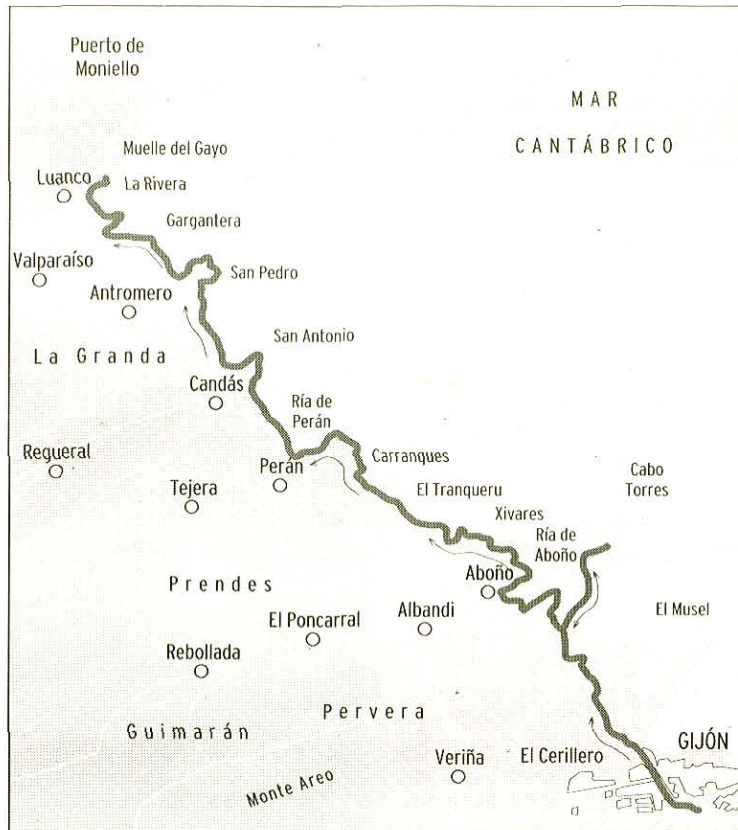 Puerto de
Moniello
MAR
CANTÁBRICO
Muelle del Gayo
Luanco
La Rivera
Gargantera
Valparaíso
San Pedro
Antromero
San Antonio
La Granda
Candás
Ría de
Perán
Regueral
Perán
Carranques
Cabo
Torres
Tejera
El Tranqueru
Xivares
Ría de
Aboño
Prendes
Aboño
El Musel
El Poncarral
Albandi
Rebollada
Pervera
Guimarán
GIJÓN
Veriña
El Cerillero
Monte Areo